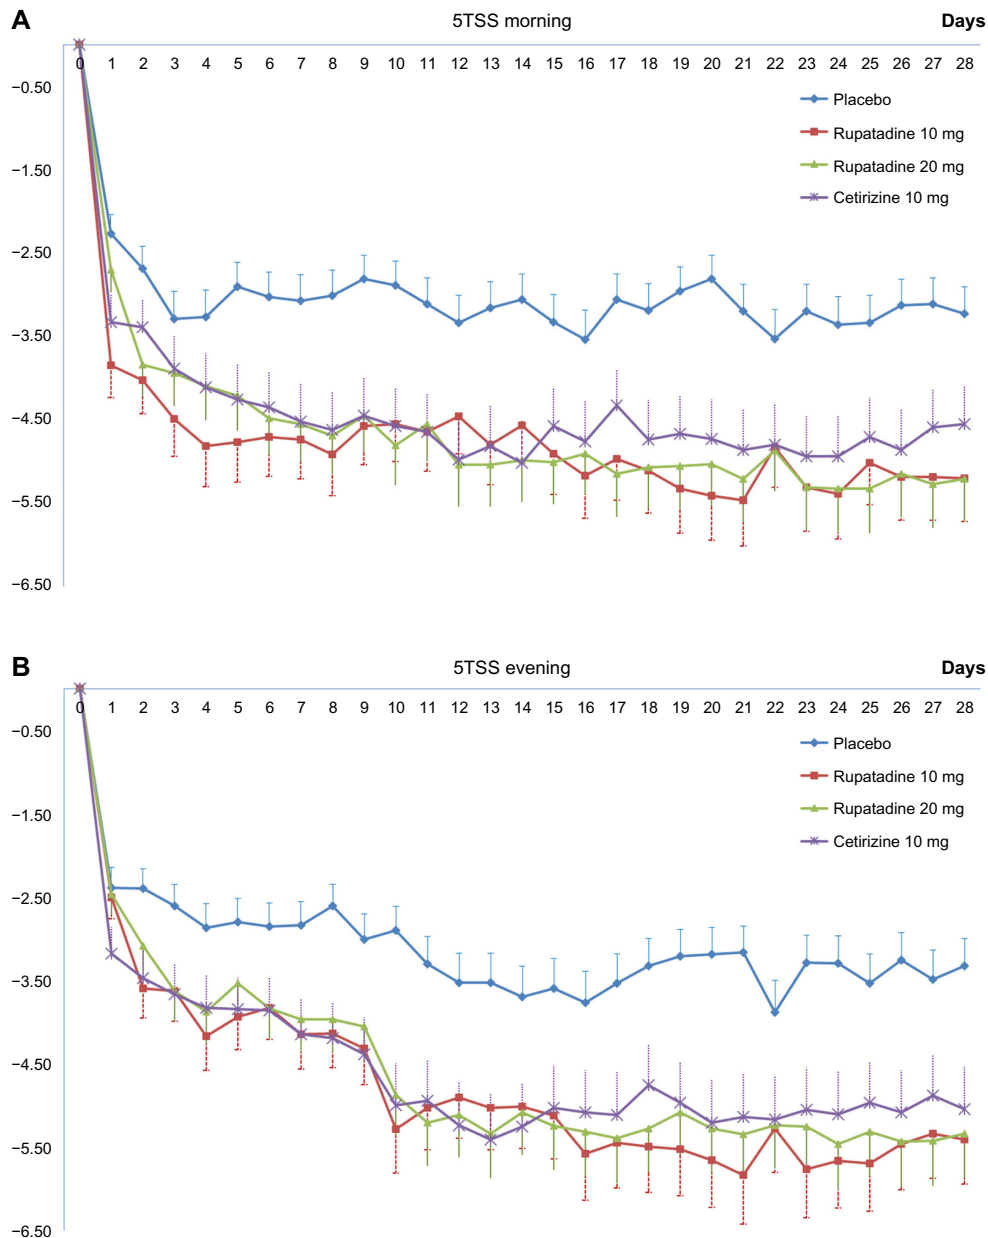 A 5TSS morning Days
0 1 2 3 4 5 6 7 8 9 10 11 12 13 14 15 16 17 18 19 20 21 22 23 24 25 26 27 28
−0.50
Placebo
Rupatadine 10 mg
−1.50
Rupatadine 20 mg
Cetirizine 10 mg
−2.50
−3.50
−4.50
−5.50
−6.50
B 5TSS evening Days
0 1 2 3 4 5 6 7 8 9 10 11 12 13 14 15 16 17 18 19 20 21 22 23 24 25 26 27 28
−0.50
Placebo
Rupatadine 10 mg
Rupatadine 20 mg
−1.50
Cetirizine 10 mg
−2.50
−3.50
−4.50
−5.50
−6.50